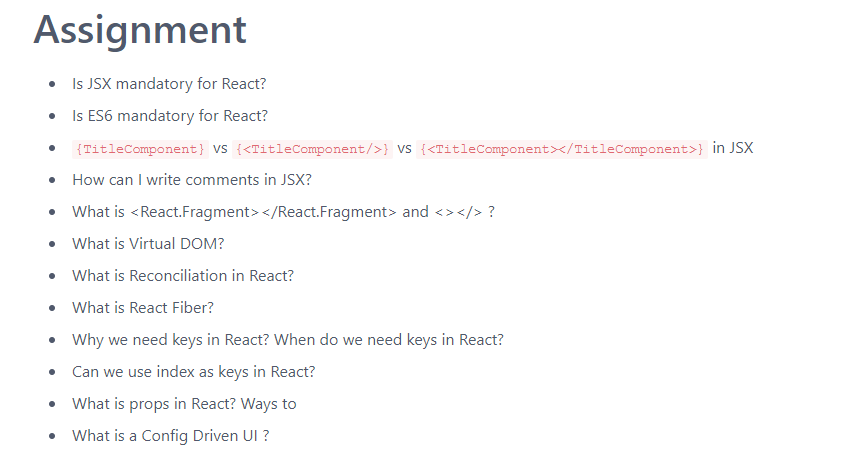 Assignment
• Is JSX mandatory for React?
• Is ES6 mandatory for React?
• {TitleComponent} vs {<TitleComponent/>} vs {<TitleComponent></TitleComponent>} in JSX
• How can I write comments in JSX?
• What is <React.Fragment></React.Fragment> and <></> ?
• What is Virtual DOM?
• What is Reconciliation in React?
• What is React Fiber?
• Why we need keys in React? When do we need keys in React?
• Can we use index as keys in React?
• What is props in React? Ways to
• What is a Config Driven UI ?